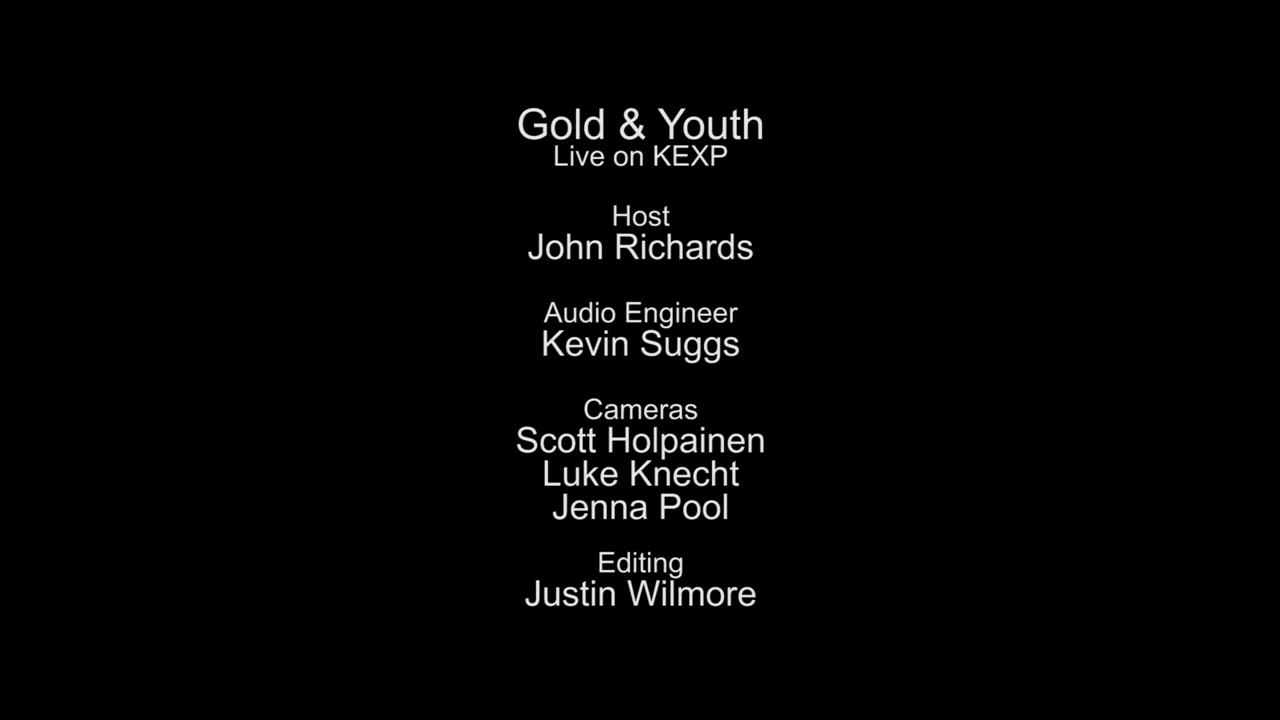 Gold & Youth
Live on KEXP
Host
John Richards
Audio Engineer
Kevin Suggs
Cameras
Scott Holpainen
Luke Knecht
Jenna Pool
Editing
Justin Wilmore